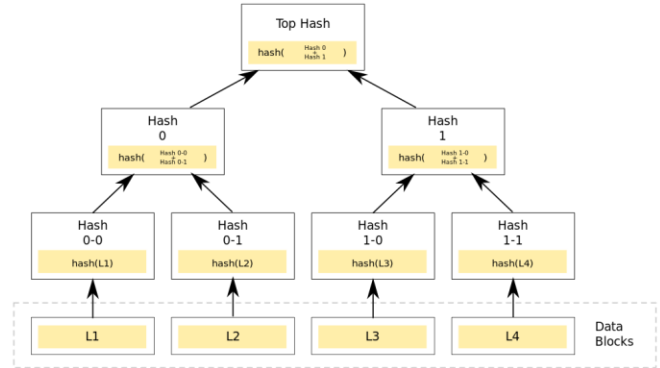 Top Hash
hash( Hash 0 + Hash 1 )
Hash
0
hash( Hash 0-0 + Hash 0-1 )
Hash
1
hash( Hash 1-0 + Hash 1-1 )
Hash
0-0
hash(L1)
Hash
0-1
hash(L2)
Hash
1-0
hash(L3)
Hash
1-1
hash(L4)
L1
L2
L3
L4
Data
Blocks